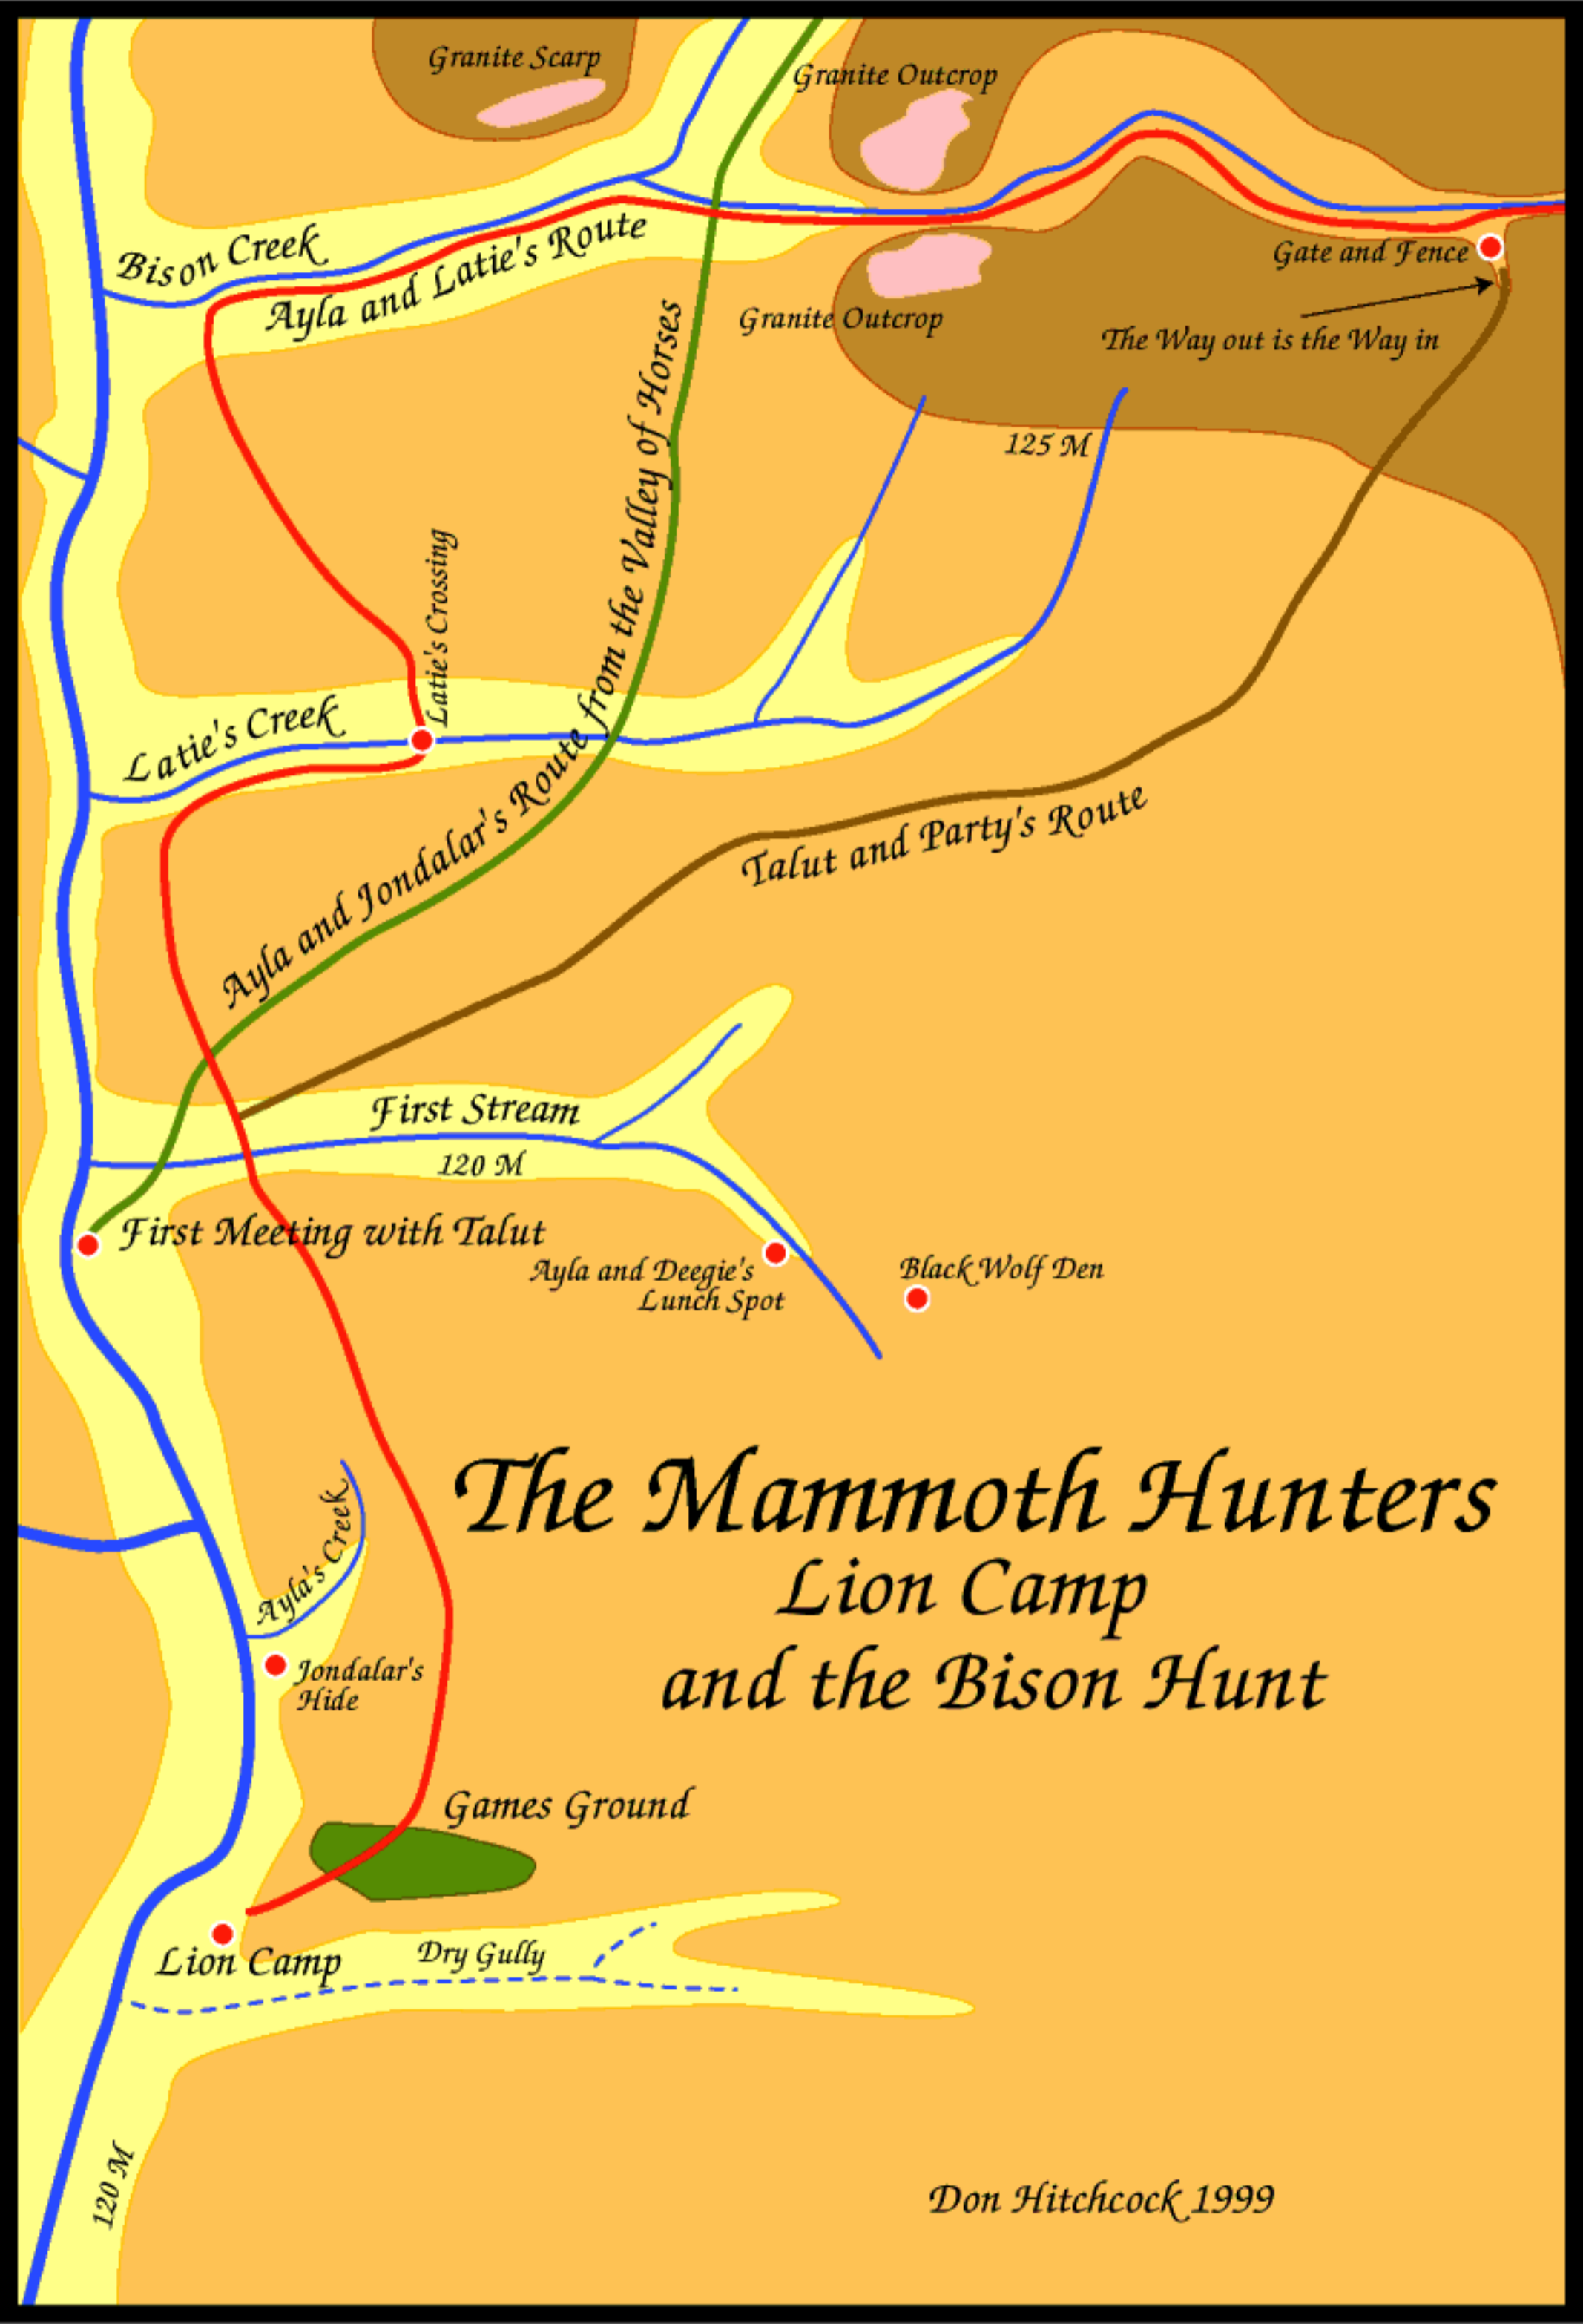 Granite Scarp
Granite Outcrop
Bison Creek
Ayla and Latie's Route
Gate and Fence
Granite Outcrop
The Way out is the Way in
Ayla and Jondalar's Route from the Valley of Horses
125 M
Latie's Crossing
Latie's Creek
Talut and Party's Route
First Stream
120 M
First Meeting with Talut
Ayla and Deegie's
Lunch Spot
Black Wolf Den
The Mammoth Hunters
Lion Camp
and the Bison Hunt
Ayla's Creek
Jondalar's
Hide
Games Ground
Lion Camp
Dry Gully
120 M
Don Hitchcock 1999